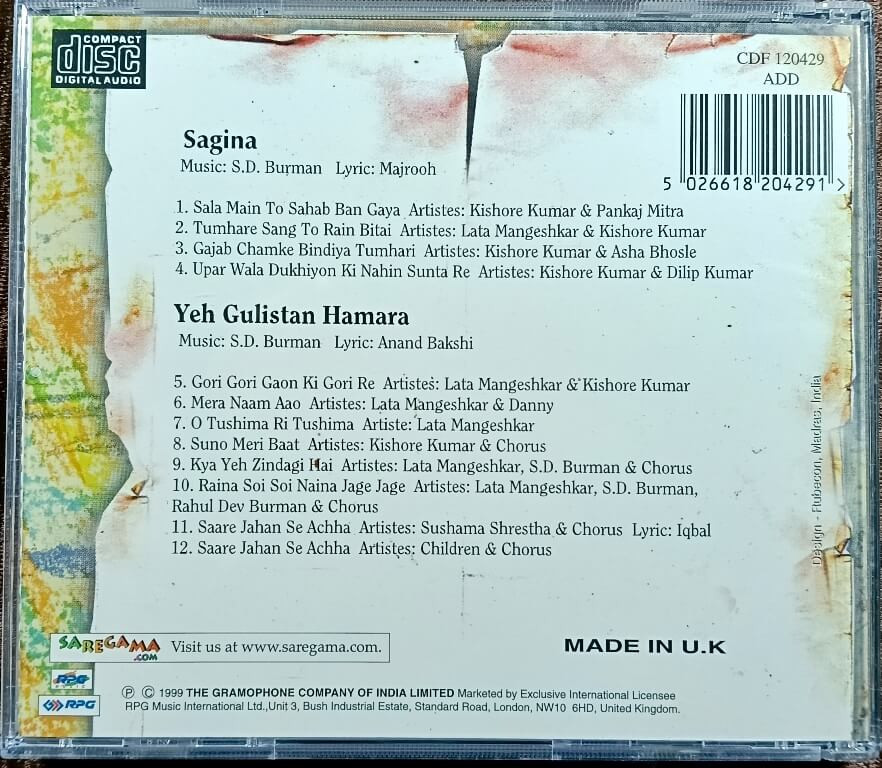 COMPACT
disc
DIGITAL AUDIO
CDF 120429
ADD
5 026618 204291 >
Sagina
Music: S.D. Burman Lyric: Majrooh
1. Sala Main To Sahab Ban Gaya Artistes: Kishore Kumar & Pankaj Mitra
2. Tumhare Sang To Rain Bitai Artistes: Lata Mangeshkar & Kishore Kumar
3. Gajab Chamke Bindiya Tumhari Artistes: Kishore Kumar & Asha Bhosle
4. Upar Wala Dukhiyon Ki Nahin Sunta Re Artistes: Kishore Kumar & Dilip Kumar
Yeh Gulistan Hamara
Music: S.D. Burman Lyric: Anand Bakshi
5. Gori Gori Gaon Ki Gori Re Artistes: Lata Mangeshkar & Kishore Kumar
6. Mera Naam Aao Artistes: Lata Mangeshkar & Danny
7. O Tushima Ri Tushima Artiste: Lata Mangeshkar
8. Suno Meri Baat Artistes: Kishore Kumar & Chorus
9. Kya Yeh Zindagi Hai Artistes: Lata Mangeshkar, S.D. Burman & Chorus
10. Raina Soi Soi Naina Jage Jage Artistes: Lata Mangeshkar, S.D. Burman,
Rahul Dev Burman & Chorus
11. Saare Jahan Se Achha Artistes: Sushama Shrestha & Chorus Lyric: Iqbal
12. Saare Jahan Se Achha Artistes: Children & Chorus
Design - Rubecon, Madras, India
SAREGAMA
.COM
Visit us at www.saregama.com.
MADE IN U.K
RPG
MUSIC
RPG
Ⓟ © 1999 THE GRAMOPHONE COMPANY OF INDIA LIMITED Marketed by Exclusive International Licensee
RPG Music International Ltd.,Unit 3, Bush Industrial Estate, Standard Road, London, NW10 6HD, United Kingdom.